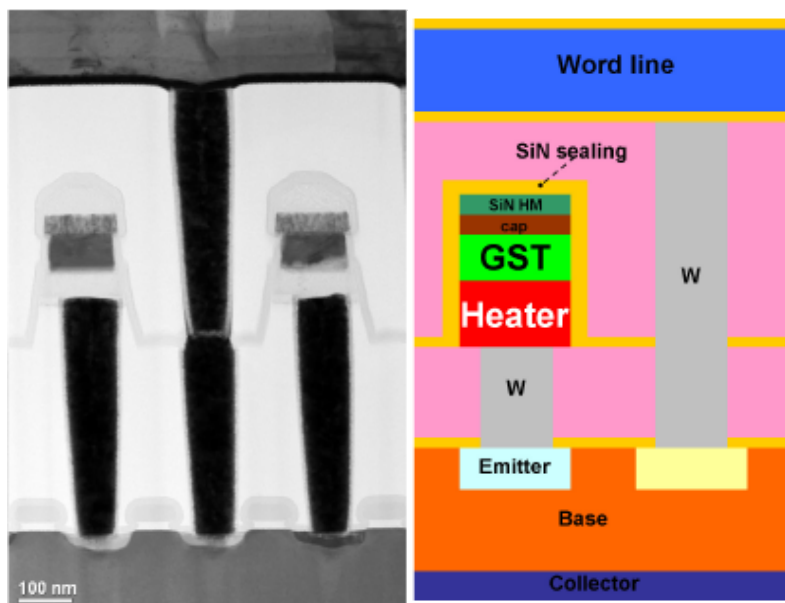 Word line
SiN sealing
SiN HM
cap
GST
Heater
W
W
Emitter
Base
Collector
100 nm